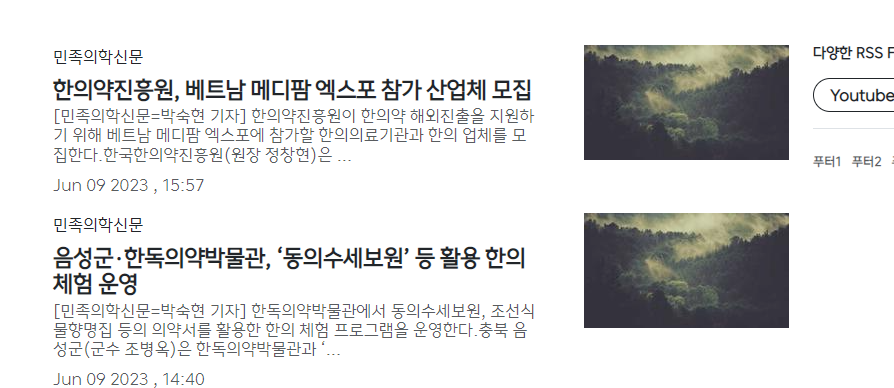 민족의학신문
한의약진흥원, 베트남 메디팜 엑스포 참가 산업체 모집
[민족의학신문=박숙현 기자] 한의약진흥원이 한의약 해외진출을 지원하
기 위해 베트남 메디팜 엑스포에 참가할 한의의료기관과 한의 업체를 모
집한다.한국한의약진흥원(원장 정창현)은 ...
Jun 09 2023 , 15:57
민족의학신문
음성군·한독의약박물관, ‘동의수세보원’ 등 활용 한의
체험 운영
[민족의학신문=박숙현 기자] 한독의약박물관에서 동의수세보원, 조선식
물향명집 등의 의약서를 활용한 한의 체험 프로그램을 운영한다.충북 음
성군(군수 조병옥)은 한독의약박물관과 ‘...
Jun 09 2023 , 14:40
다양한 RSS F
Youtube
푸터1 푸터2